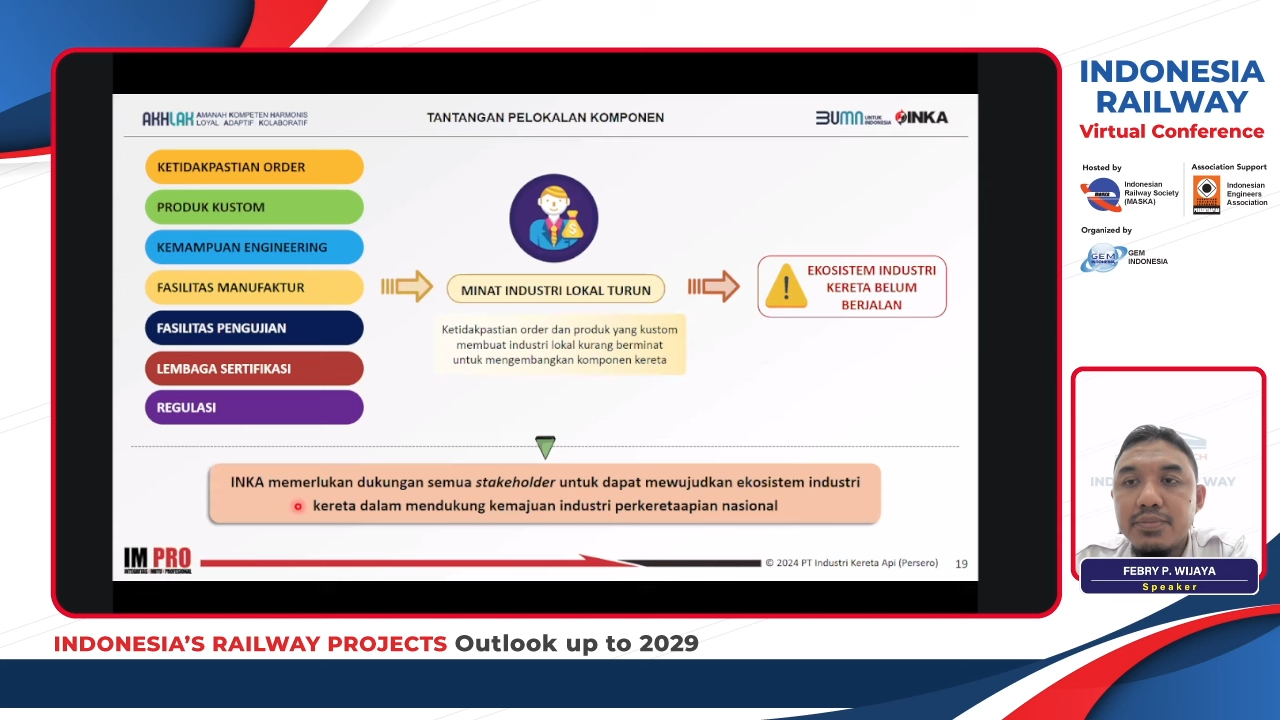 AKHLAK AMANAH KOMPETEN HARMONIS
LOYAL ADAPTIF KOLABORATIF
TANTANGAN PELOKALAN KOMPONEN
BUMN UNTUK
INDONESIA
INKA
KETIDAKPASTIAN ORDER
PRODUK KUSTOM
KEMAMPUAN ENGINEERING
FASILITAS MANUFAKTUR
FASILITAS PENGUJIAN
LEMBAGA SERTIFIKASI
REGULASI
$
MINAT INDUSTRI LOKAL TURUN
Ketidakpastian order dan produk yang kustom
membuat industri lokal kurang berminat
untuk mengembangkan komponen kereta
!
EKOSISTEM INDUSTRI
KERETA BELUM
BERJALAN
INKA memerlukan dukungan semua stakeholder untuk dapat mewujudkan ekosistem industri
kereta dalam mendukung kemajuan industri perkeretaapian nasional
IM PRO
© 2024 PT Industri Kereta Api (Persero)
19
INDONESIA
RAILWAY
Virtual Conference
Hosted by
MASKA
Indonesian
Railway Society
(MASKA)
Association Support
Indonesian
Engineers
Association
Organized by
GEM
INDONESIA
GEM
INDONESIA
FEBRY P. WIJAYA
Speaker
INDONESIA'S RAILWAY PROJECTS Outlook up to 2029